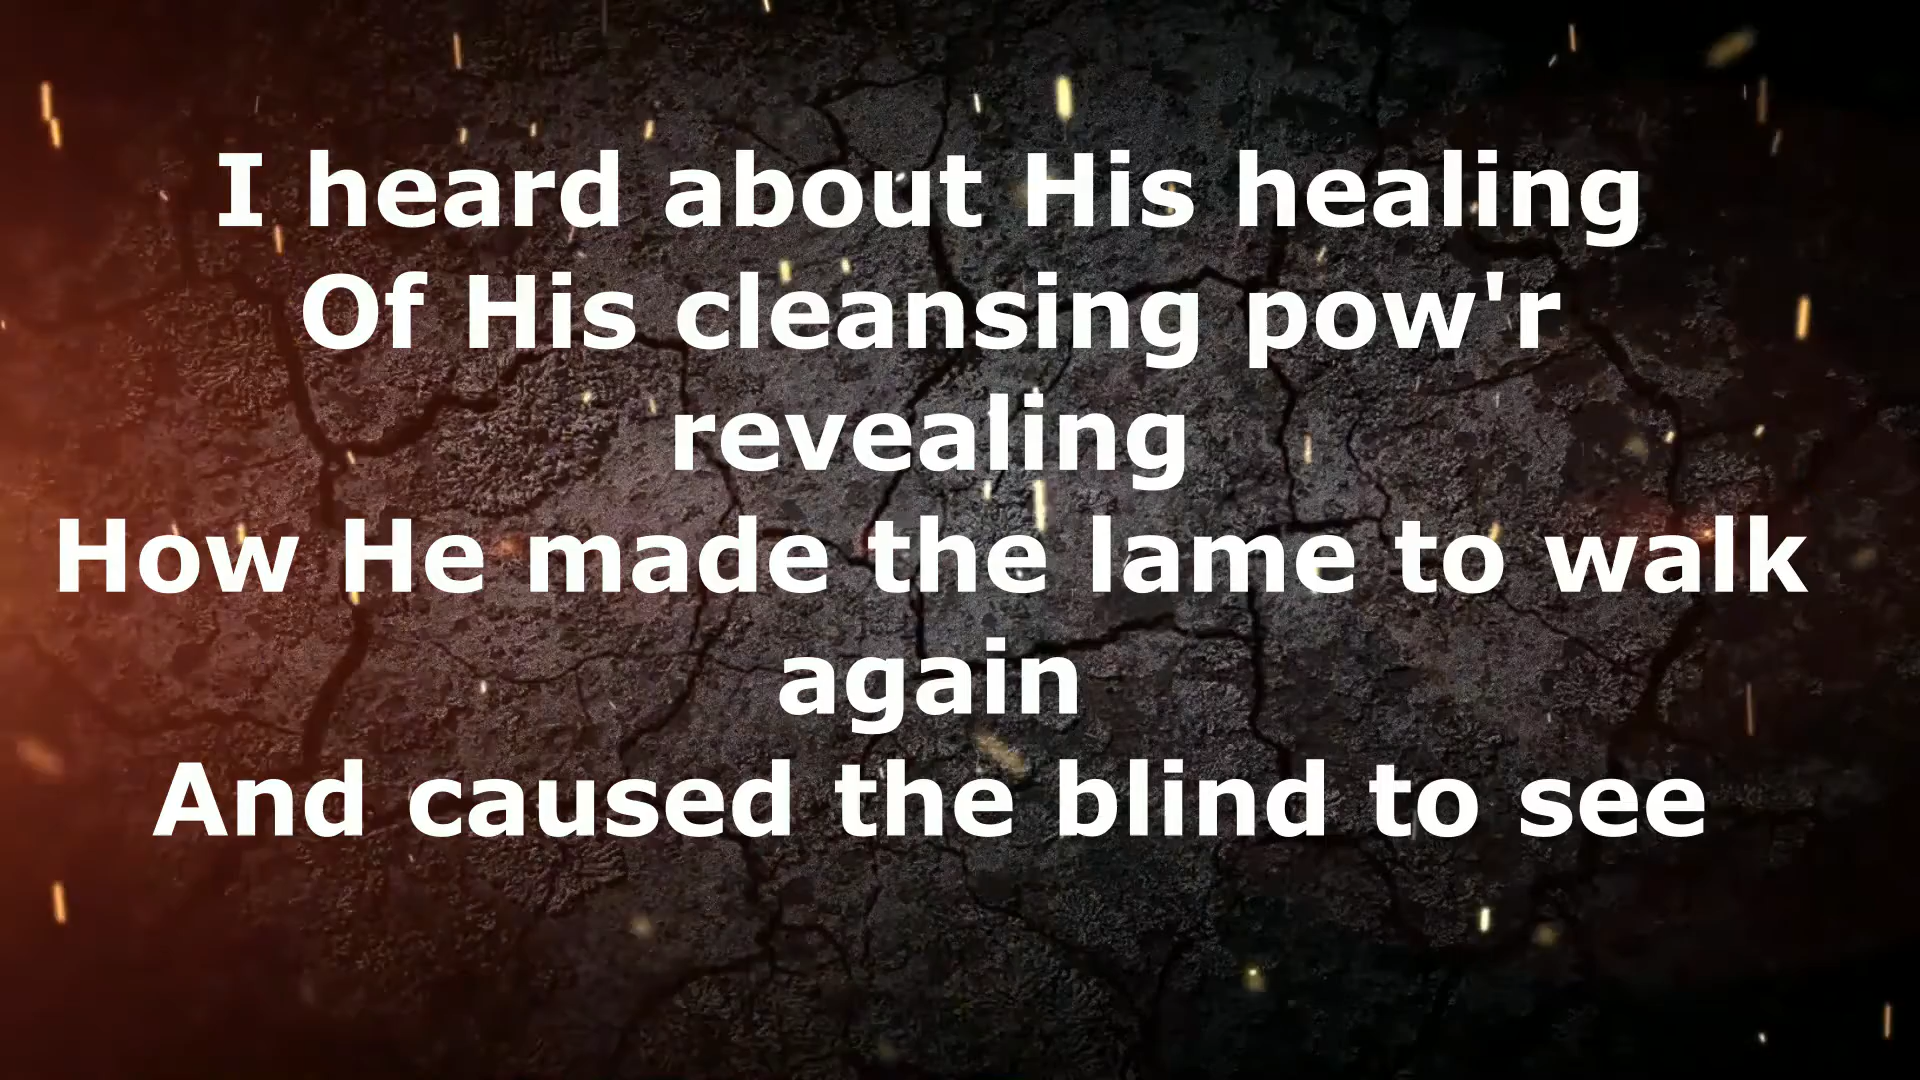 I heard about His healing
Of His cleansing pow'r
revealing
How He made the lame to walk
again
And caused the blind to see